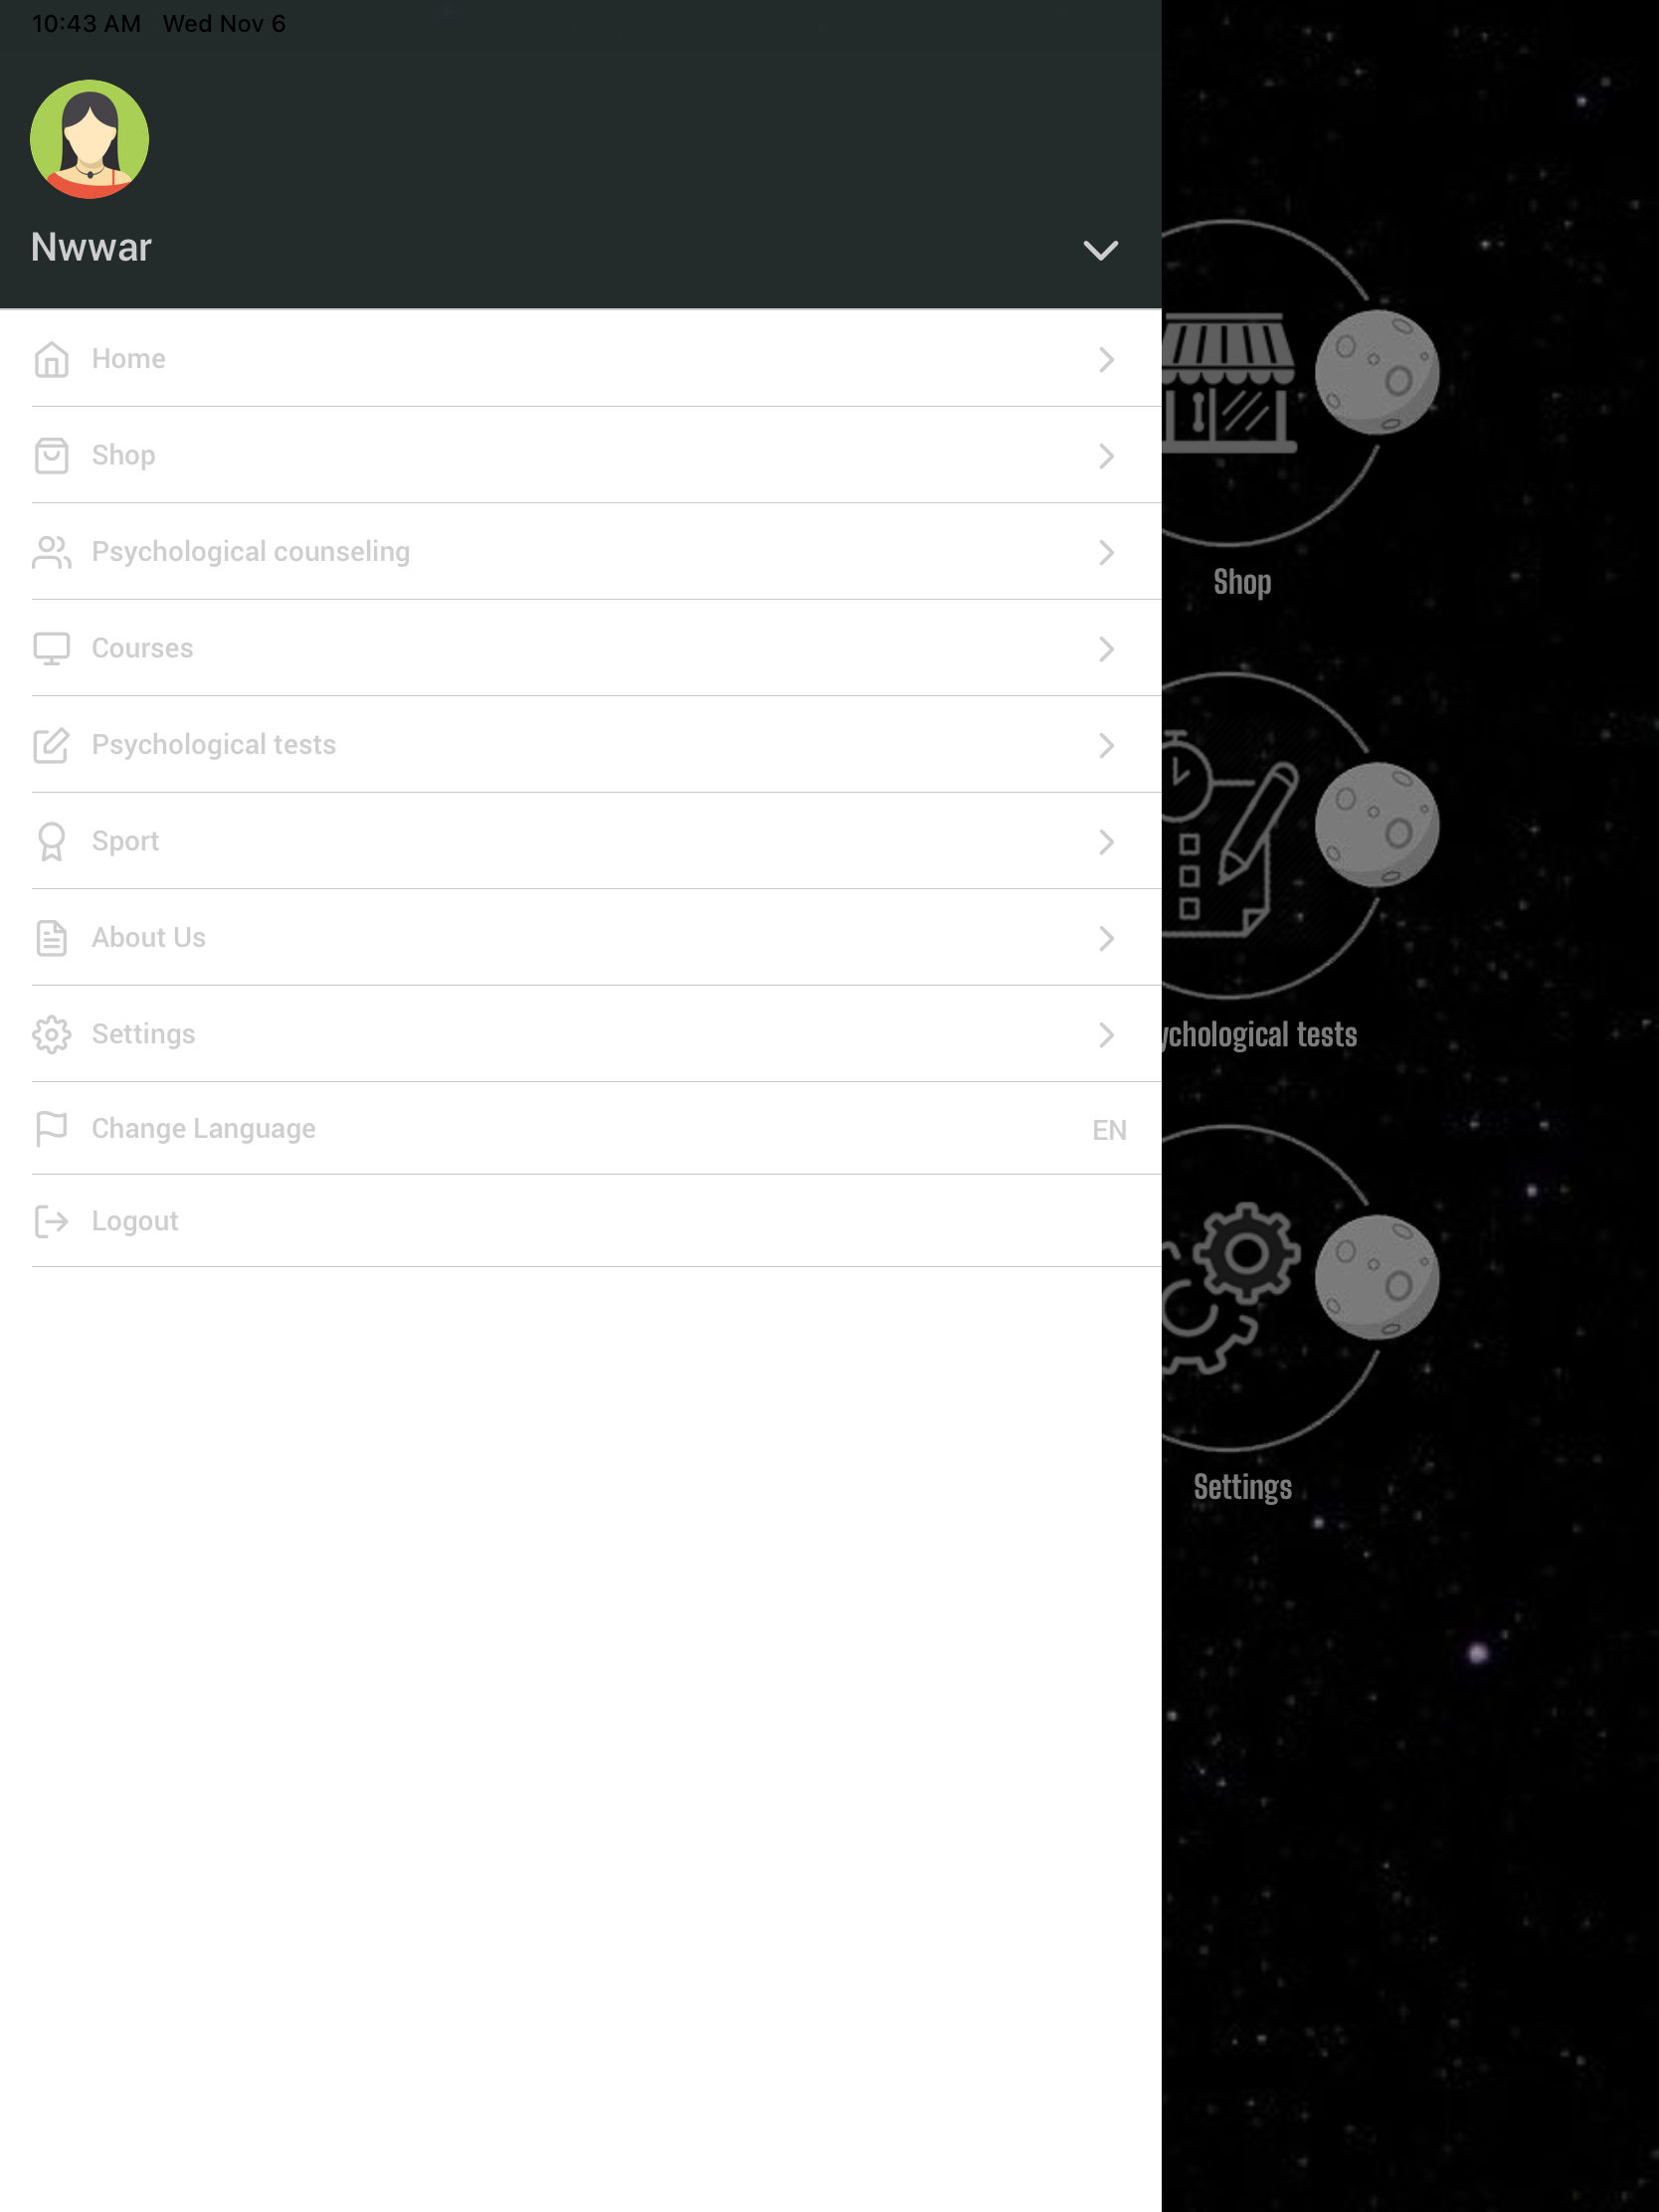 10:43 AM Wed Nov 6
Nwwar
Home
Shop
Psychological counseling
Courses
Psychological tests
Sport
About Us
Settings
Change Language EN
Logout
Shop
ychological tests
Settings